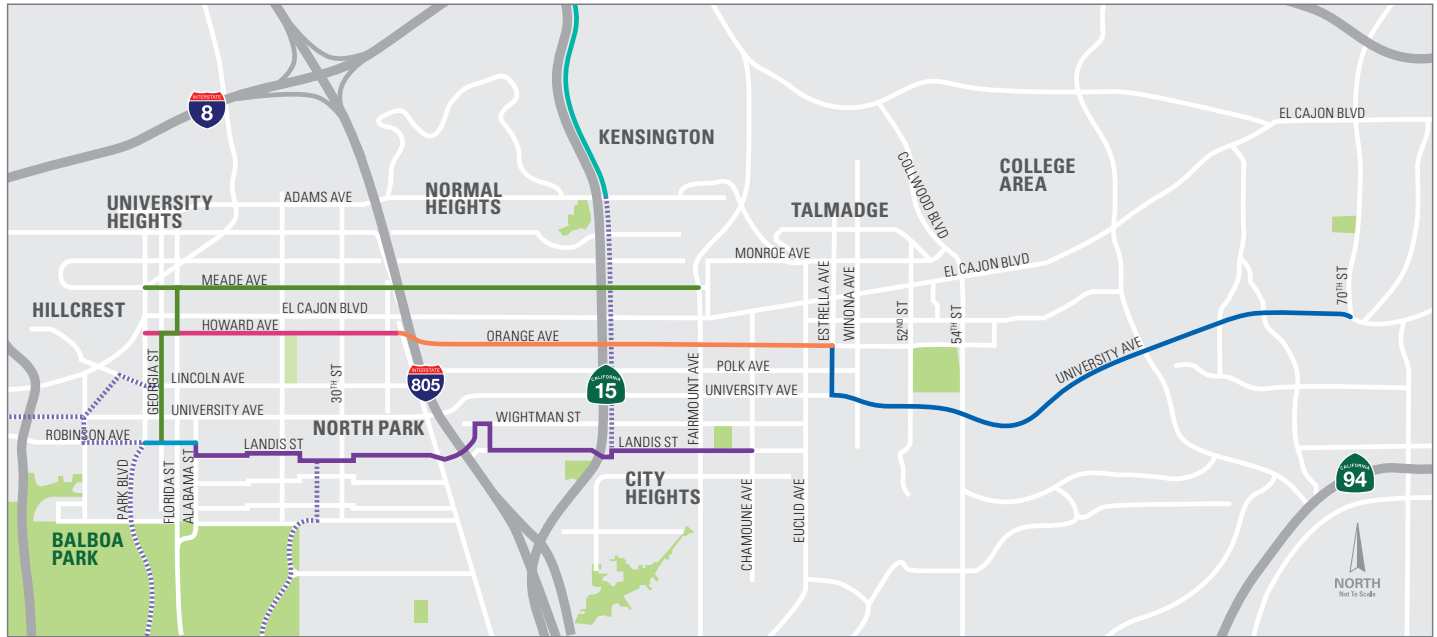 EL CAJON BLVD
INTERSTATE
8
KENSINGTON
COLLWOOD BLVD
COLLEGE
AREA
UNIVERSITY
HEIGHTS
ADAMS AVE
NORMAL
HEIGHTS
TALMADGE
MONROE AVE
EL CAJON BLVD
MEADE AVE
HILLCREST
EL CAJON BLVD
HOWARD AVE
ORANGE AVE
ESTRELLA AVE
WINONA AVE
52ND ST
54TH ST
70TH ST
GEORGIA ST
LINCOLN AVE
30TH ST
INTERSTATE
805
CALIFORNIA
15
FAIRMOUNT AVE
POLK AVE
UNIVERSITY AVE
UNIVERSITY AVE
UNIVERSITY AVE
ROBINSON AVE
NORTH PARK
WIGHTMAN ST
LANDIS ST
LANDIS ST
PARK BLVD
FLORIDA ST
ALABAMA ST
CITY
HEIGHTS
CHAMOUNE AVE
EUCLID AVE
CALIFORNIA
94
BALBOA
PARK
NORTH
Not To Scale